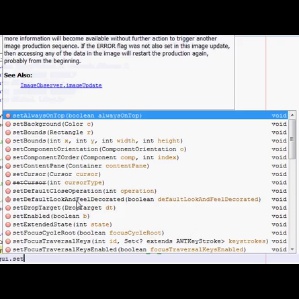 more information will become available without further action to trigger another
image production sequence. If the ERROR flag was not also set in this image update,
then accessing any of the data in the image will restart the production again,
probably from the beginning.
See Also:
ImageObserver.imageUpdate
setAlwaysOnTop(boolean alwaysOnTop) void
setBackground(Color c) void
setBounds(Rectangle r) void
setBounds(int x, int y, int width, int height) void
setComponentOrientation(ComponentOrientation o) void
setComponentZOrder(Component comp, int index) void
setContentPane(Container contentPane) void
setCursor(Cursor cursor) void
setCursor(int cursorType) void
setDefaultCloseOperation(int operation) void
setDefaultLookAndFeelDecorated(boolean defaultLookAndFeelDecorated) void
setDropTarget(DropTarget dt) void
setEnabled(boolean b) void
setExtendedState(int state) void
setFocusCycleRoot(boolean focusCycleRoot) void
setFocusTraversalKeys(int id, Set<? extends AWTKeyStroke> keystrokes) void
setFocusTraversalKeysEnabled(boolean focusTraversalKeysEnabled) void
gui.set